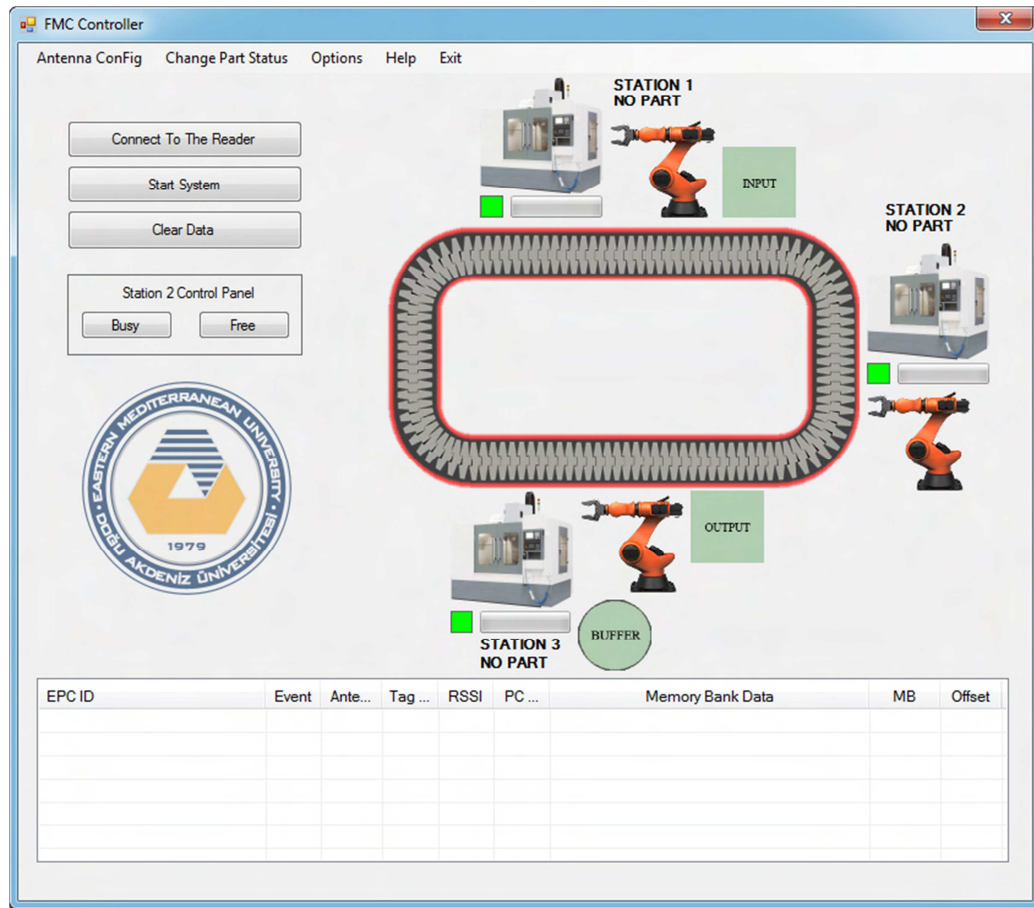 FMC Controller
Antenna ConFig Change Part Status Options Help Exit
STATION 1
NO PART
Connect To The Reader
Start System
Clear Data
INPUT
STATION 2
NO PART
Station 2 Control Panel
Busy Free
EASTERN MEDITERRANEAN UNIVERSITY
1979
DOĞU AKDENİZ ÜNİVERSİTESİ
OUTPUT
BUFFER
STATION 3
NO PART
EPC ID Event Ante... Tag ... RSSI PC ... Memory Bank Data MB Offset